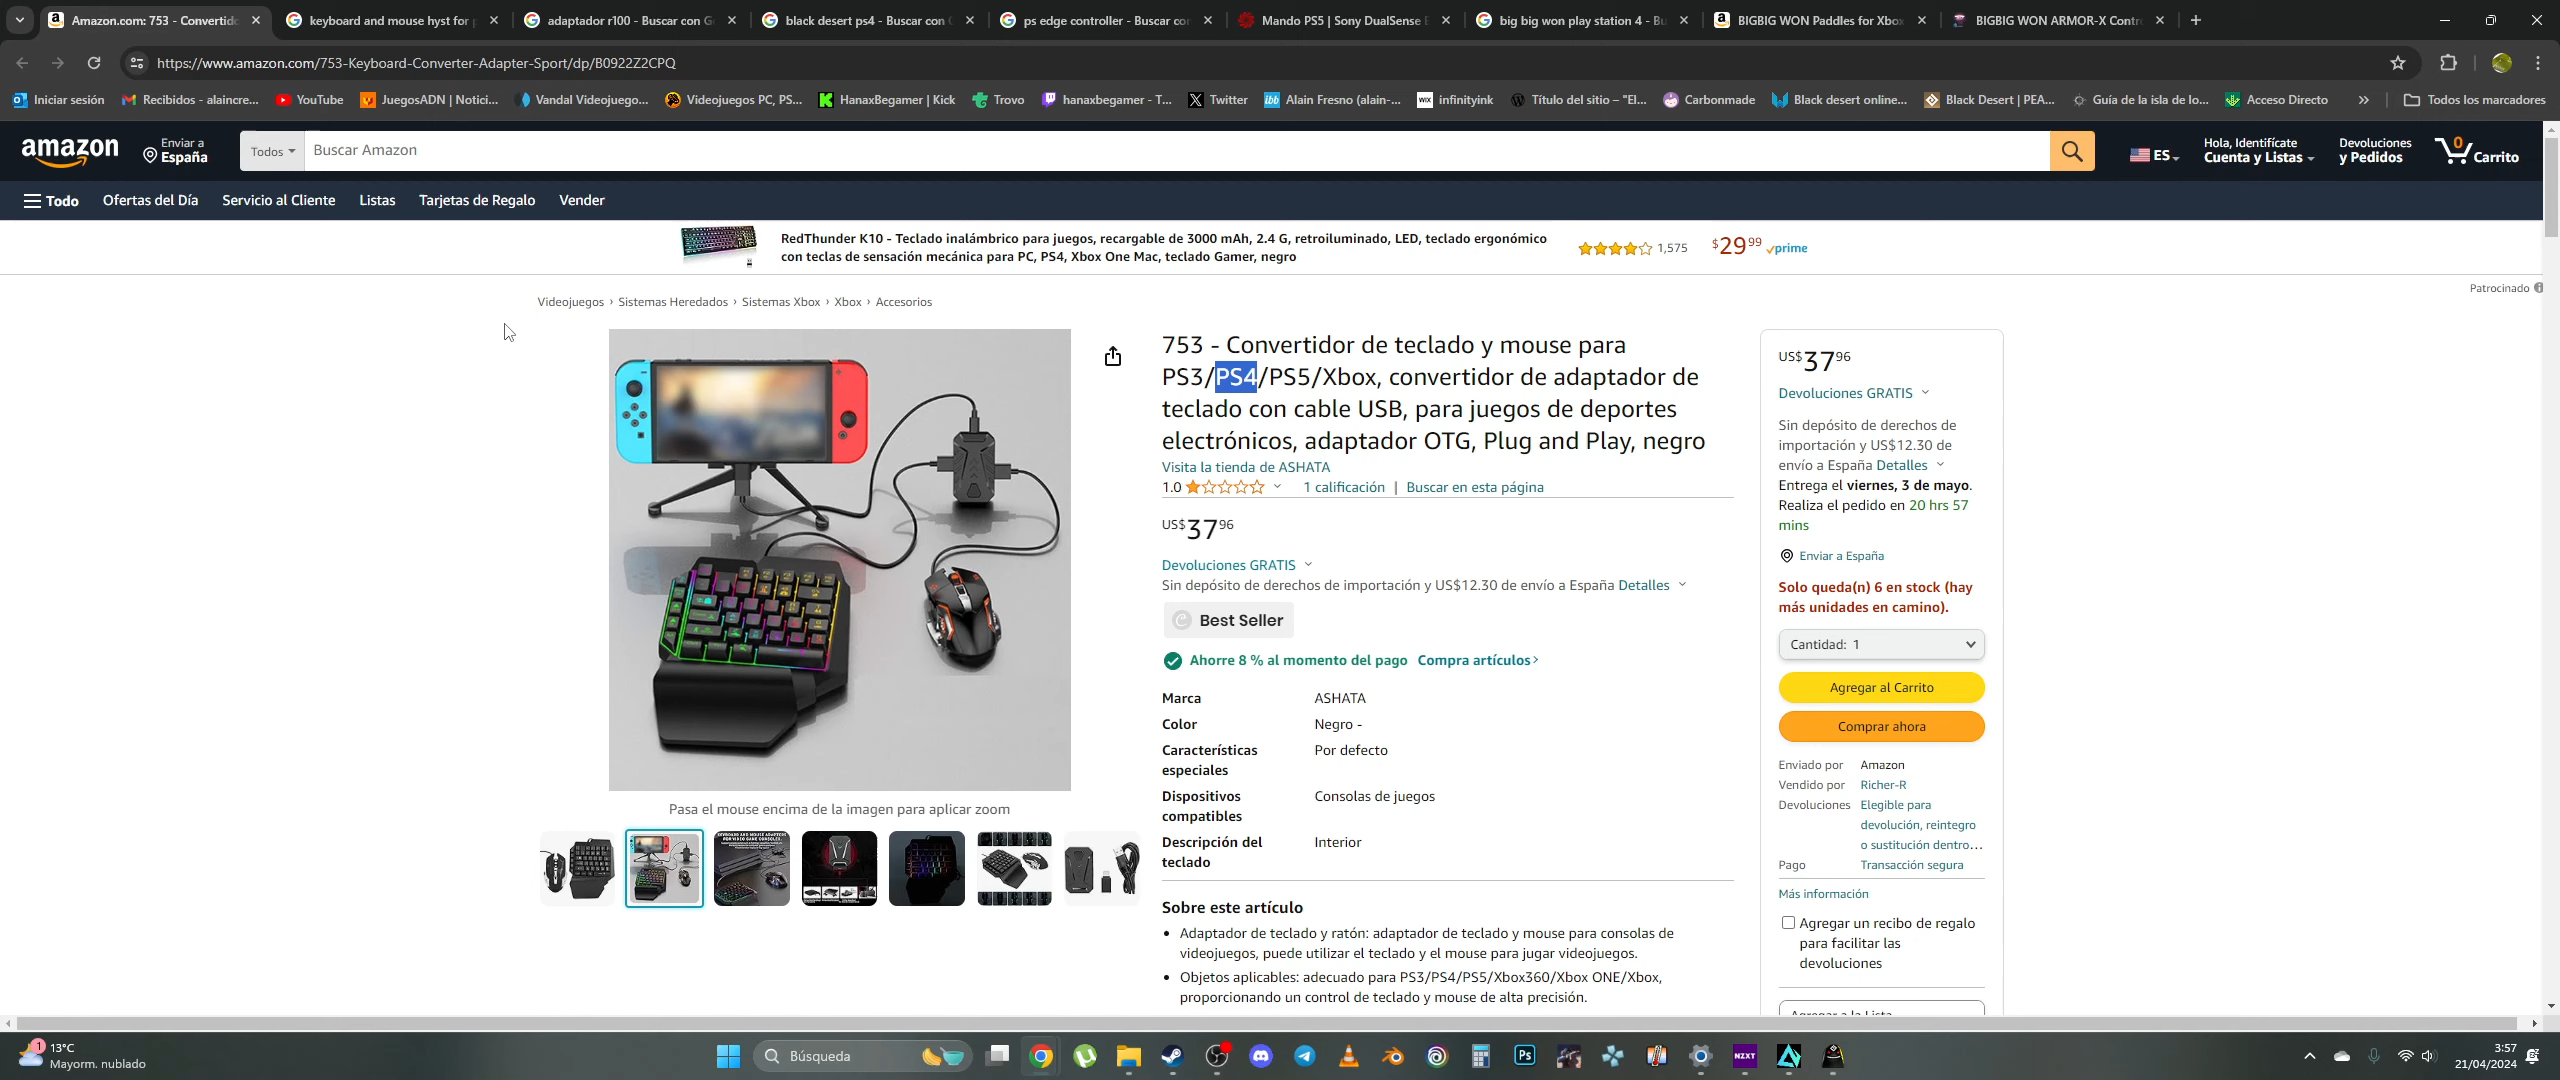 Amazon.com: 753 - Convertido
keyboard and mouse hyst for p
adaptador r100 - Buscar con G
black desert ps4 - Buscar con
ps edge controller - Buscar co
Mando PS5 | Sony DualSense E
big big won play station 4 - Bu
BIGBIG WON Paddles for Xbo
BIGBIG WON ARMOR-X Contr
https://www.amazon.com/753-Keyboard-Converter-Adapter-Sport/dp/B0922Z2CPQ
Iniciar sesión
Recibidos - alaincre...
YouTube
JuegosADN | Notici...
Vandal Videojuego...
Videojuegos PC, PS...
HanaxBegamer | Kick
Trovo
hanaxbegamer - T...
Twitter
Alain Fresno (alain-...
infinityink
Título del sitio – "El...
Carbonmade
Black desert online...
Black Desert | PEA...
Guía de la isla de lo...
Acceso Directo
Todos los marcadores
amazon
Enviar a
España
Todos
Buscar Amazon
ES
Hola, Identifícate
Cuenta y Listas
Devoluciones
y Pedidos
0
Carrito
Todo
Ofertas del Día
Servicio al Cliente
Listas
Tarjetas de Regalo
Vender
RedThunder K10 - Teclado inalámbrico para juegos, recargable de 3000 mAh, 2.4 G, retroiluminado, LED, teclado ergonómico
con teclas de sensación mecánica para PC, PS4, Xbox One Mac, teclado Gamer, negro
1,575
$29.99 prime
Patrocinado
Videojuegos › Sistemas Heredados › Sistemas Xbox › Xbox › Accesorios
753 - Convertidor de teclado y mouse para
PS3/PS4/PS5/Xbox, convertidor de adaptador de
teclado con cable USB, para juegos de deportes
electrónicos, adaptador OTG, Plug and Play, negro
Visita la tienda de ASHATA
1.0
1 calificación | Buscar en esta página
US$37.96
Devoluciones GRATIS
Sin depósito de derechos de importación y US$12.30 de envío a España Detalles
Best Seller
Ahorre 8 % al momento del pago Compra artículos ›
Marca ASHATA
Color Negro -
Características Por defecto
especiales
Dispositivos Consolas de juegos
compatibles
Descripción del Interior
teclado
Sobre este artículo
• Adaptador de teclado y ratón: adaptador de teclado y mouse para consolas de
videojuegos, puede utilizar el teclado y el mouse para jugar videojuegos.
• Objetos aplicables: adecuado para PS3/PS4/PS5/Xbox360/Xbox ONE/Xbox,
proporcionando un control de teclado y mouse de alta precisión.
Pasa el mouse encima de la imagen para aplicar zoom
US$37.96
Devoluciones GRATIS
Sin depósito de derechos de
importación y US$12.30 de
envío a España Detalles
Entrega el viernes, 3 de mayo.
Realiza el pedido en 20 hrs 57
mins
Enviar a España
Solo queda(n) 6 en stock (hay
más unidades en camino).
Cantidad: 1
Agregar al Carrito
Comprar ahora
Enviado por Amazon
Vendido por Richer-R
Devoluciones Elegible para
devolución, reintegro
o sustitución dentro...
Pago Transacción segura
Más información
Agregar un recibo de regalo
para facilitar las
devoluciones
Agregar a la Lista
1
13°C
Mayorm. nublado
Búsqueda
Ps
NZXT
3:57
21/04/2024